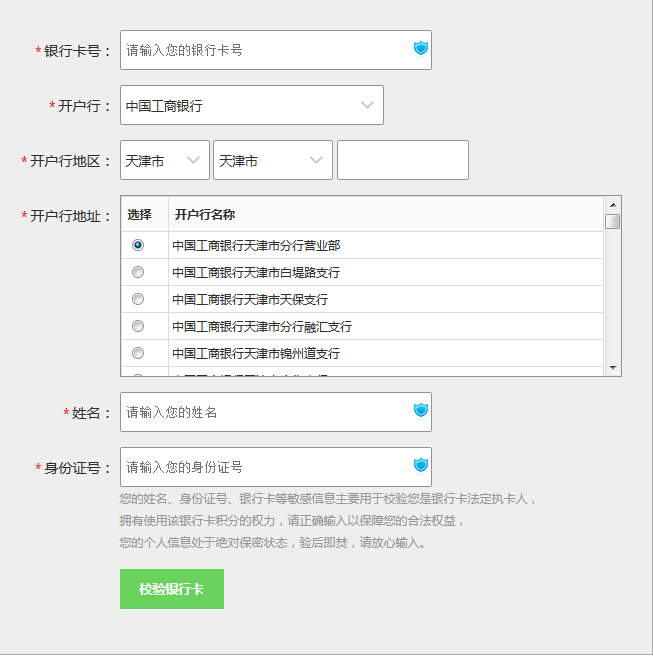 *银行卡号： 请输入您的银行卡号
*开户行： 中国工商银行
*开户行地区： 天津市 天津市
*开户行地址： 选择 开户行名称
中国工商银行天津市分行营业部
中国工商银行天津市白堤路支行
中国工商银行天津市天保支行
中国工商银行天津市分行融汇支行
中国工商银行天津市锦州道支行
*姓名： 请输入您的姓名
*身份证号： 请输入您的身份证号
您的姓名、身份证号、银行卡等敏感信息主要用于校验您是银行卡法定执卡人，
拥有使用该银行卡积分的权力，请正确输入以保障您的合法权益，
您的个人信息处于绝对保密状态，验后即焚，请放心输入。
校验银行卡